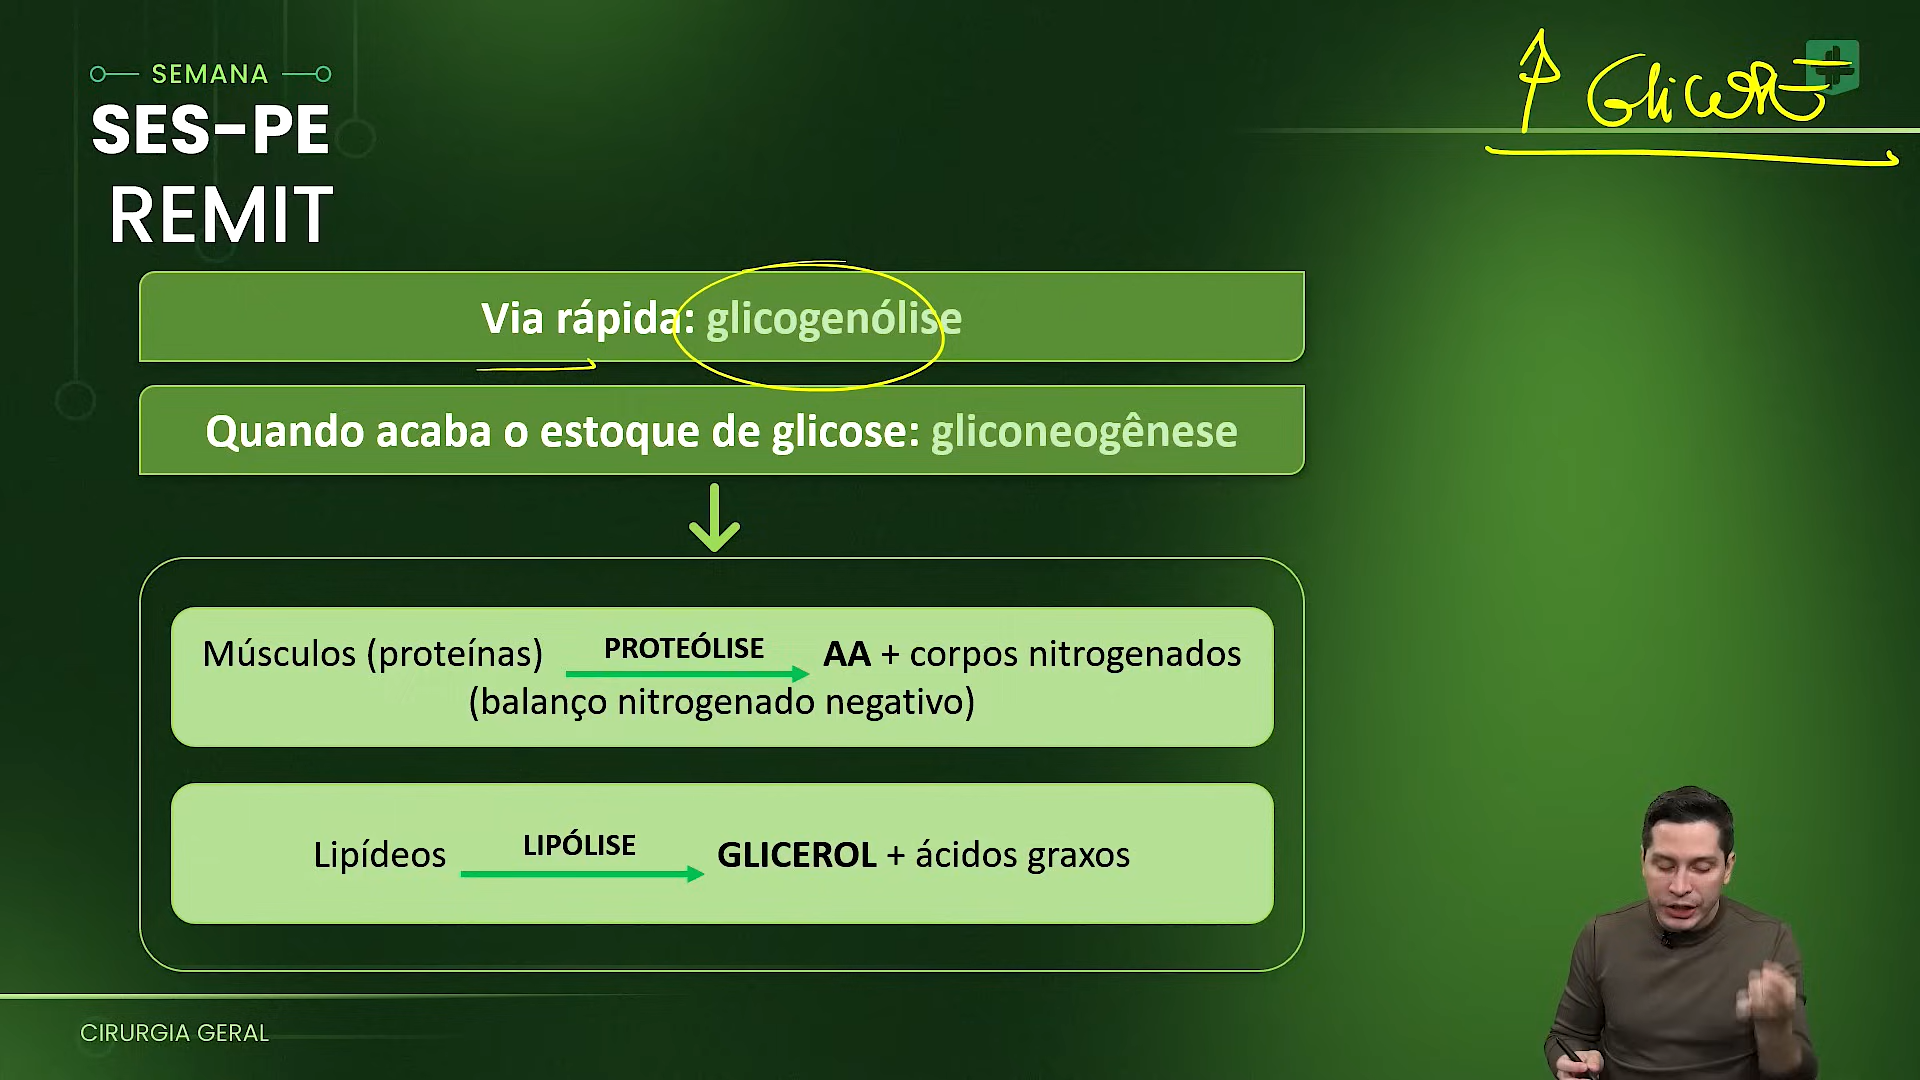 SEMANA
SES-PE
REMIT
↑ Glicose
Via rápida: glicogenólise
Quando acaba o estoque de glicose: gliconeogênese
Músculos (proteínas) PROTEÓLISE AA + corpos nitrogenados
(balanço nitrogenado negativo)
Lipídeos LIPÓLISE GLICEROL + ácidos graxos
CIRURGIA GERAL